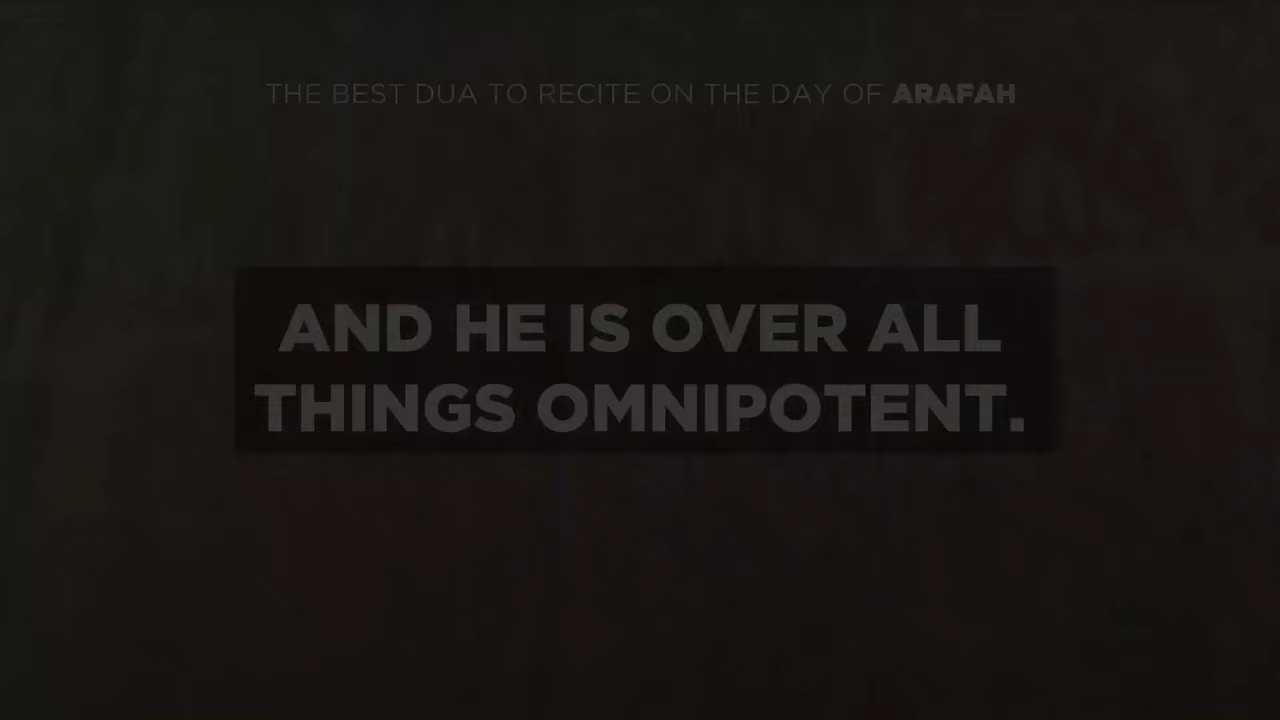 THE BEST DUA TO RECITE ON THE DAY OF ARAFAH
AND HE IS OVER ALL
THINGS OMNIPOTENT.